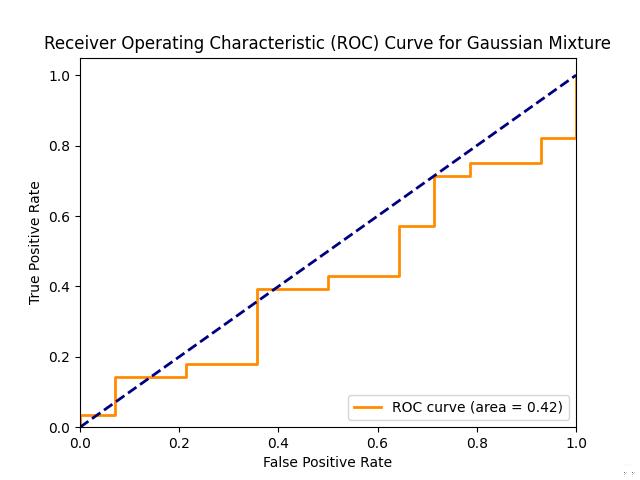 Receiver Operating Characteristic (ROC) Curve for Gaussian Mixture
1.0
0.8
0.6
0.4
0.2
0.0
True Positive Rate
ROC curve (area = 0.42)
0.0 0.2 0.4 0.6 0.8 1.0
False Positive Rate